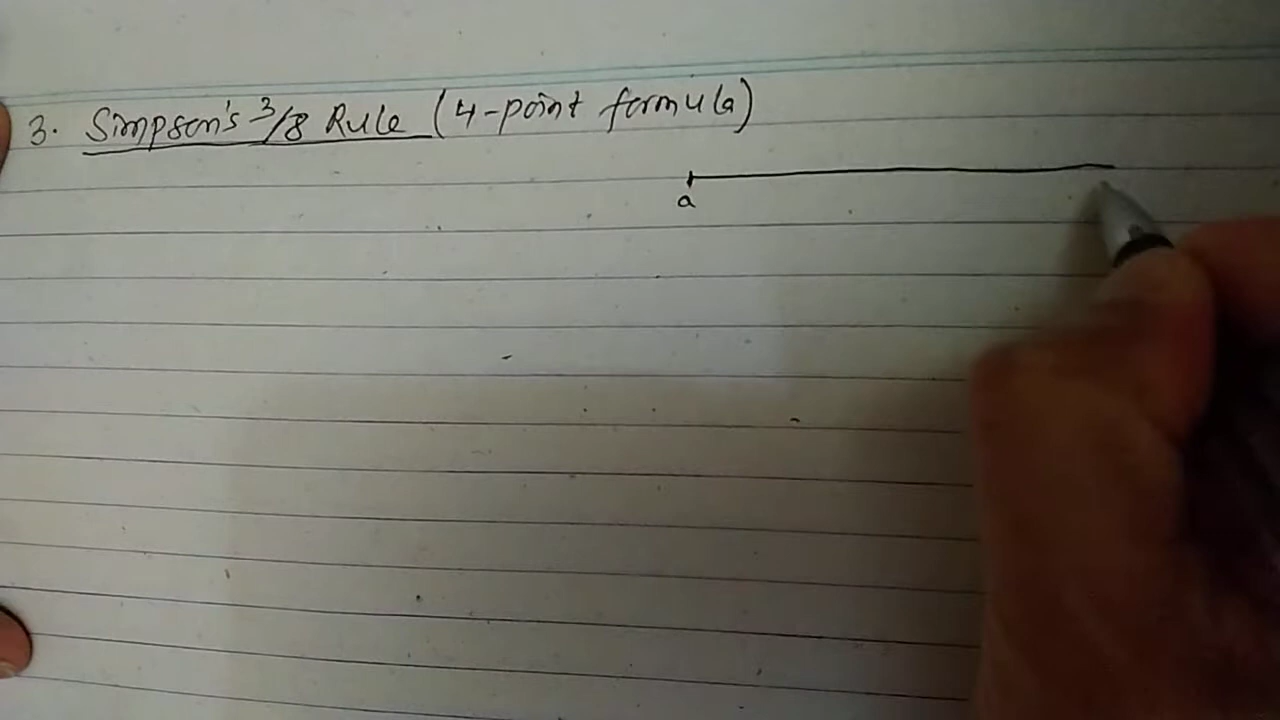 3. Simpson's 3/8 Rule (4-point formula)
a